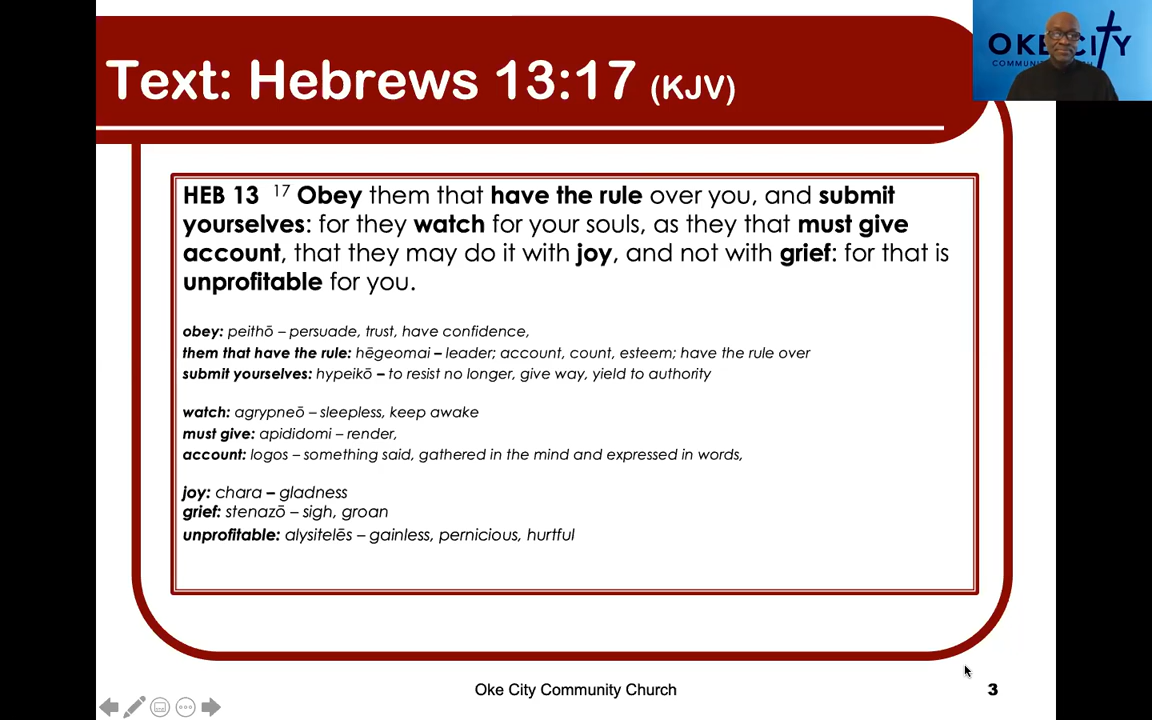 Text: Hebrews 13:17 (KJV)
OKE CITY
HEB 13 17 Obey them that have the rule over you, and submit
yourselves: for they watch for your souls, as they that must give
account, that they may do it with joy, and not with grief: for that is
unprofitable for you.
obey: peithō – persuade, trust, have confidence,
them that have the rule: hēgeomai – leader; account, count, esteem; have the rule over
submit yourselves: hypeikō – to resist no longer, give way, yield to authority
watch: agrypneō – sleepless, keep awake
must give: apididomi – render,
account: logos – something said, gathered in the mind and expressed in words,
joy: chara – gladness
grief: stenazō – sigh, groan
unprofitable: alysitelēs – gainless, pernicious, hurtful
Oke City Community Church
3